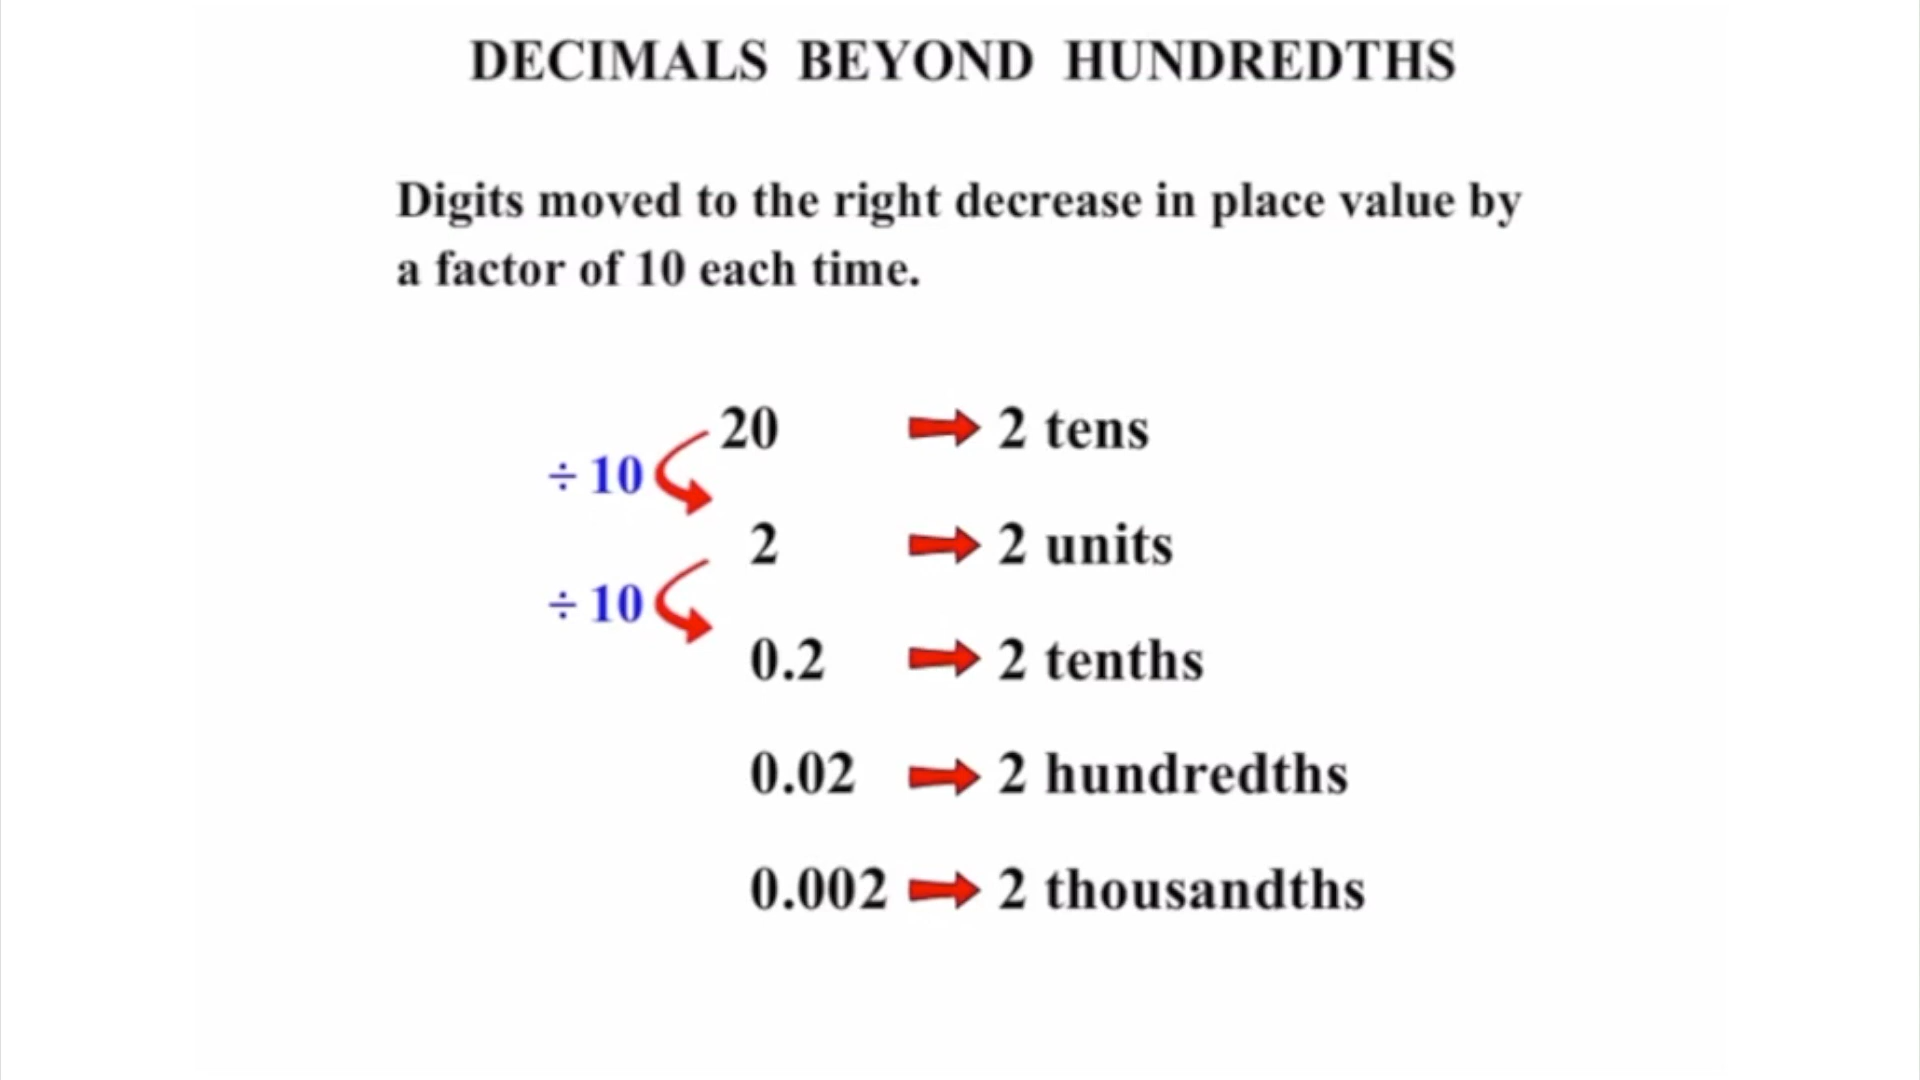 DECIMALS BEYOND HUNDREDTHS
Digits moved to the right decrease in place value by
a factor of 10 each time.
20 2 tens
÷ 10
2 2 units
÷ 10
0.2 2 tenths
0.02 2 hundredths
0.002 2 thousandths